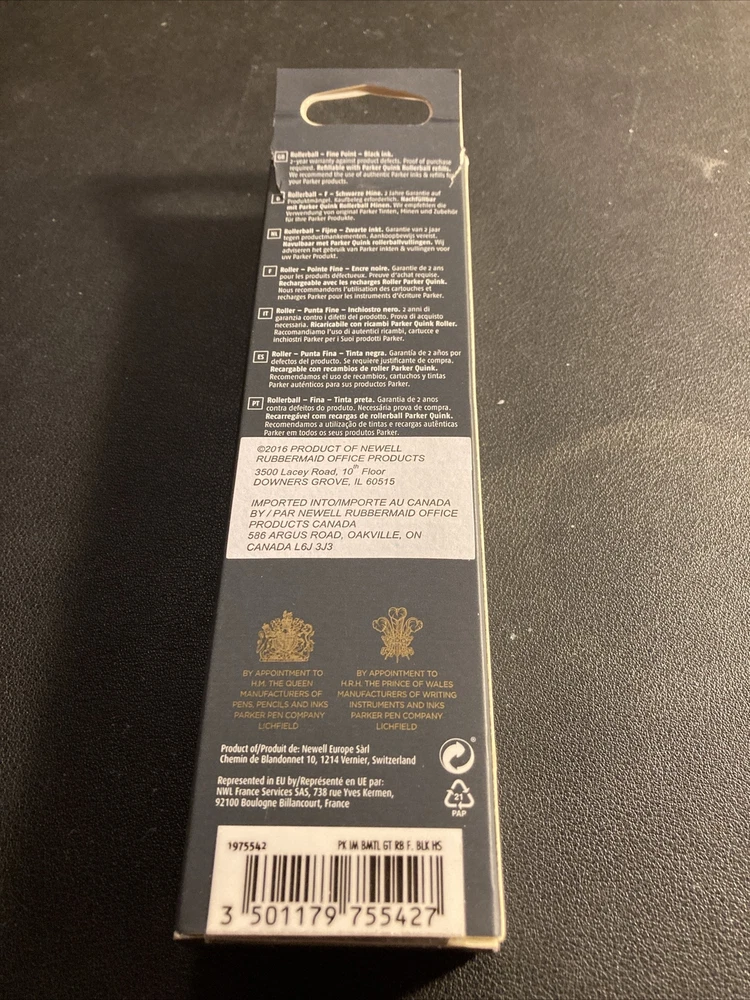 GB Rollerball – Fine Point – Black ink.
2-year warranty against product defects. Proof of purchase
required. Refillable with Parker Quink Rollerball refills.
We recommend the use of authentic Parker inks & refills for
your Parker products.
D Rollerball – F – Schwarze Mine. 2 Jahre Garantie auf
Produktmängel. Kaufbeleg erforderlich. Nachfüllbar
mit Parker Quink Rollerball Minen. Wir empfehlen die
Verwendung von original Parker Tinten, Minen und Zubehör
für Ihre Parker Produkte.
NL Rollerball – Fijne – Zwarte inkt. Garantie van 2 jaar
tegen productmankementen. Aankoopbewijs vereist.
Navulbaar met Parker Quink rollerballvullingen. Wij
adviseren het gebruik van Parker inkten & vullingen voor
uw Parker Produkt.
F Roller – Pointe Fine – Encre noire. Garantie de 2 ans
pour les produits défectueux. Preuve d'achat requise.
Rechargeable avec les recharges Roller Parker Quink.
Nous recommandons l'utilisation des cartouches et
recharges Parker pour les instruments d'écriture Parker.
IT Roller – Punta Fine – Inchiostro nero. 2 anni di
garanzia contro i difetti del prodotto. Prova di acquisto
necessaria. Ricaricabile con ricambi Parker Quink Roller.
Raccomandiamo l'uso di autentici ricambi, cartucce e
inchiostri Parker per i Suoi prodotti Parker.
ES Roller – Punta Fina – Tinta negra. Garantía de 2 años por
defectos del producto. Se requiere justificante de compra.
Recargable con recambios de roller Parker Quink.
Recomendamos el uso de recambios, cartuchos y tintas
Parker auténticos para sus productos Parker.
PT Rollerball – Fina – Tinta preta. Garantia de 2 anos
contra defeitos do produto. Necessária prova de compra.
Recarregável com recargas de rollerball Parker Quink.
Recomendamos a utilização de tintas e recargas autênticas
Parker em todos os seus produtos Parker.
©2016 PRODUCT OF NEWELL
RUBBERMAID OFFICE PRODUCTS
3500 Lacey Road, 10th Floor
DOWNERS GROVE, IL 60515
IMPORTED INTO/IMPORTE AU CANADA
BY / PAR NEWELL RUBBERMAID OFFICE
PRODUCTS CANADA
586 ARGUS ROAD, OAKVILLE, ON
CANADA L6J 3J3
BY APPOINTMENT TO
H.M. THE QUEEN
MANUFACTURERS OF
PENS, PENCILS AND INKS
PARKER PEN COMPANY
LICHFIELD
BY APPOINTMENT TO
H.R.H. THE PRINCE OF WALES
MANUFACTURERS OF WRITING
INSTRUMENTS AND INKS
PARKER PEN COMPANY
LICHFIELD
Product of/Produit de: Newell Europe Sàrl
Chemin de Blandonnet 10, 1214 Vernier, Switzerland
Represented in EU by/Représenté en UE par:
NWL France Services SAS, 738 rue Yves Kermen,
92100 Boulogne Billancourt, France
21
PAP
1975542 PK IM BMTL GT RB F. BLK HS
3 501179 755427